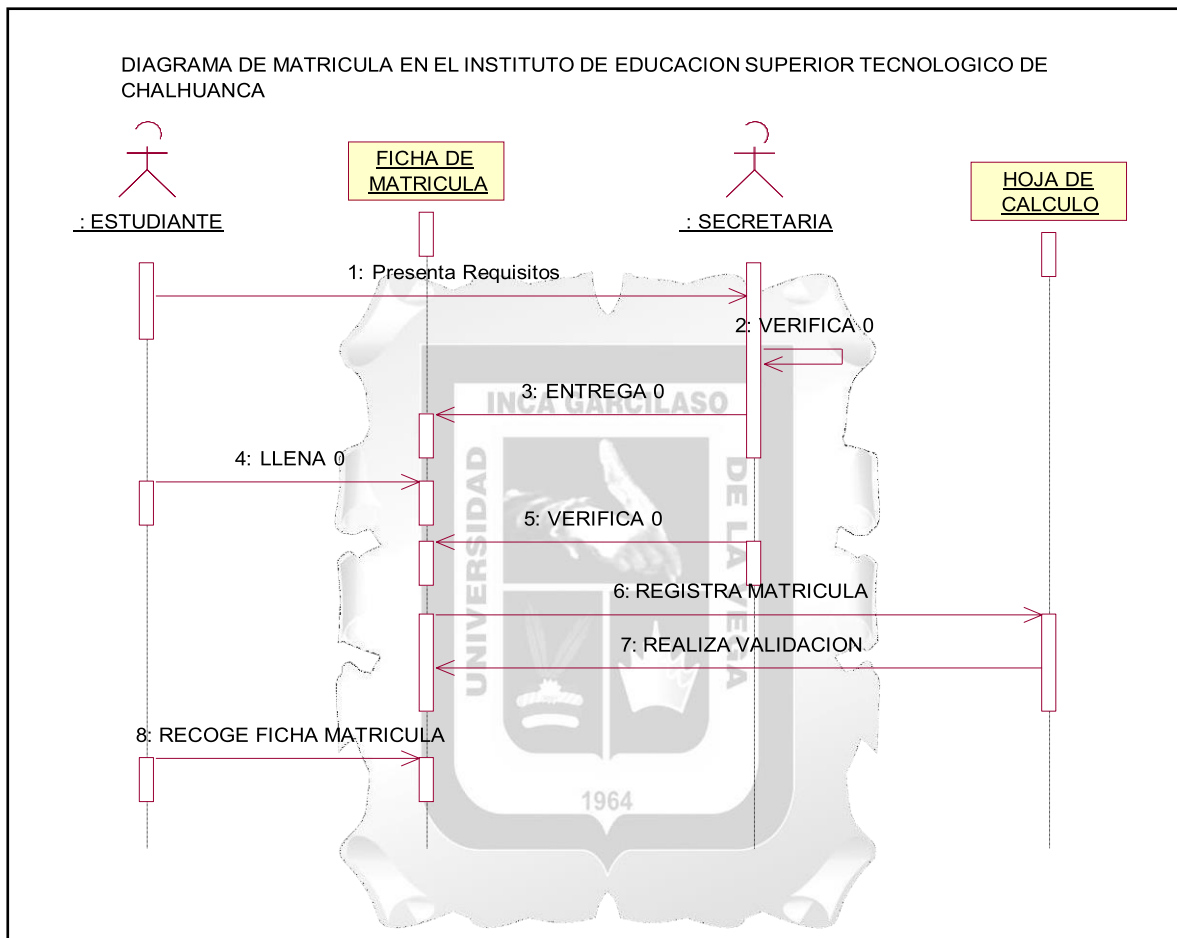 DIAGRAMA DE MATRICULA EN EL INSTITUTO DE EDUCACION SUPERIOR TECNOLOGICO DE
CHALHUANCA
: ESTUDIANTE
FICHA DE
MATRICULA
: SECRETARIA
HOJA DE
CALCULO
1: Presenta Requisitos
2: VERIFICA 0
3: ENTREGA 0
4: LLENA 0
5: VERIFICA 0
6: REGISTRA MATRICULA
7: REALIZA VALIDACION
8: RECOGE FICHA MATRICULA
UNIVERSIDAD
INCA GARCILASO
DE LA VEGA
1964